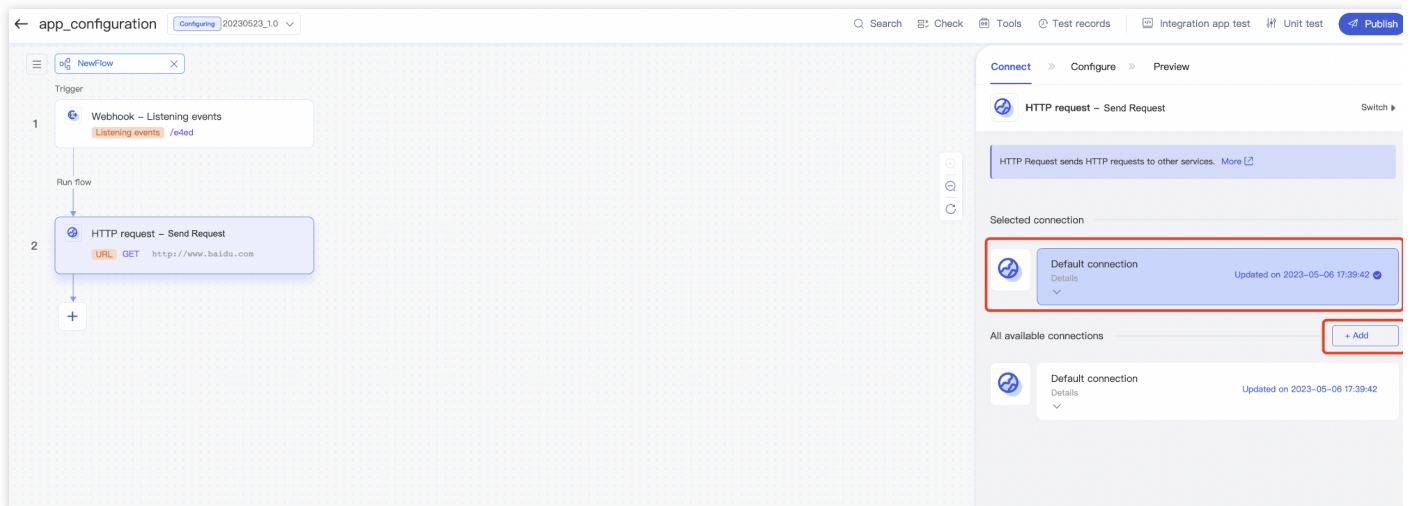 app_configuration Configuring 20230523_1.0 Search Check Tools Test records Integration app test Unit test Publish
NewFlow
Trigger
1
Webhook – Listening events
Listening events /e4ed
Run flow
2
HTTP request – Send Request
URL GET http://www.baidu.com
+
Connect Configure Preview
HTTP request – Send Request Switch
HTTP Request sends HTTP requests to other services. More
Selected connection
Default connection
Details
Updated on 2023–05–06 17:39:42
All available connections + Add
Default connection
Details
Updated on 2023–05–06 17:39:42